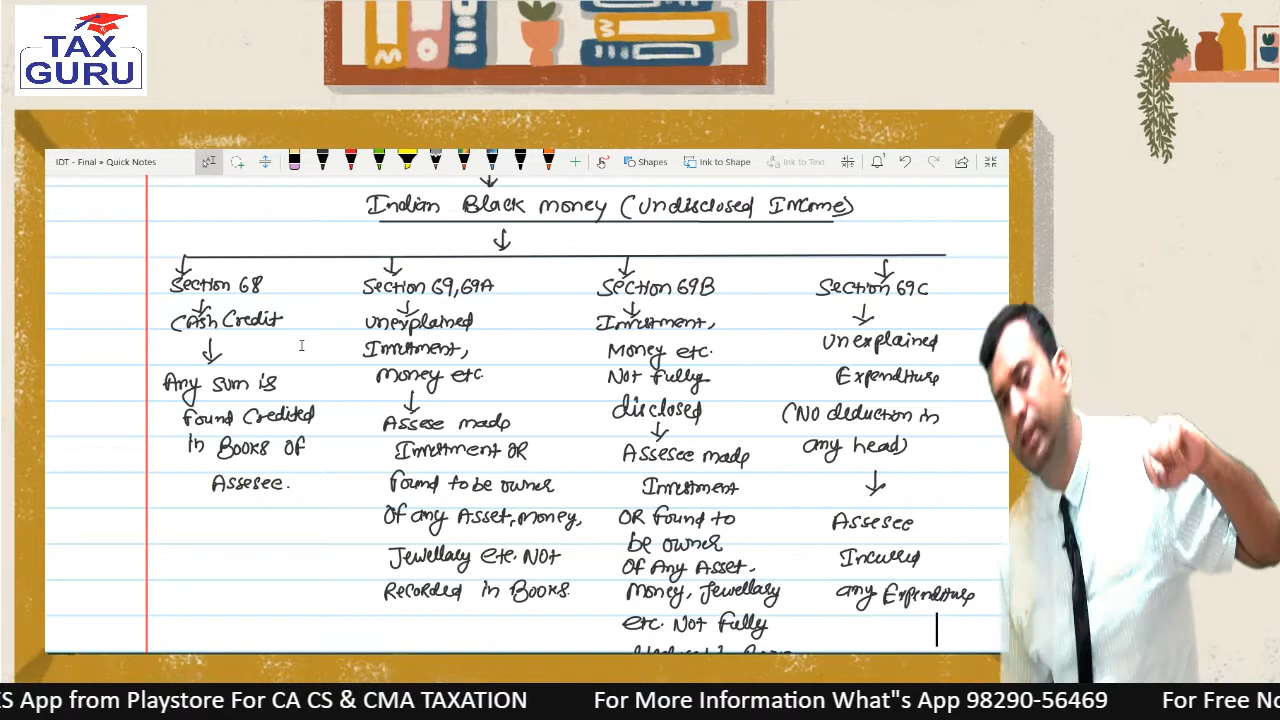 TAX
GURU
IDT - Final » Quick Notes
Shapes
Ink to Shape
Ink to Text
Indian Black money (Undisclosed Income)
Section 68
Cash Credit
Any sum is
found Credited
in Books of
Assesee.
Section 69, 69A
unexplained
Investment,
Money etc.
Assese made
Investment OR
found to be owner
Of any Asset, Money,
Jewellary etc. NOT
Recorded in Books.
Section 69B
Investment,
Money etc.
Not fully
disclosed
Assesee made
Investment
OR found to
be owner
Of Any Asset.
Money, Jewellary
etc. Not fully
Section 69C
Unexplained
Expenditure
(No deduction in
any head)
Assesee
Incurred
any Expenditure
ES App from Playstore For CA CS & CMA TAXATION
For More Information What"s App 98290-56469
For Free No